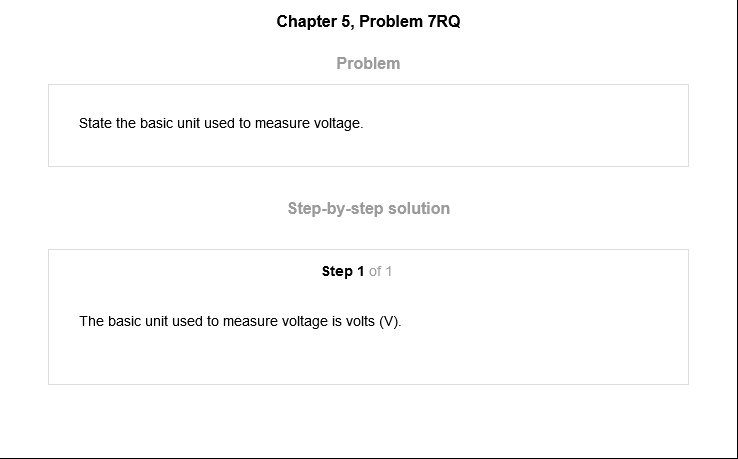 Chapter 5, Problem 7RQ
Problem
State the basic unit used to measure voltage.
Step-by-step solution
Step 1 of 1
The basic unit used to measure voltage is volts (V).